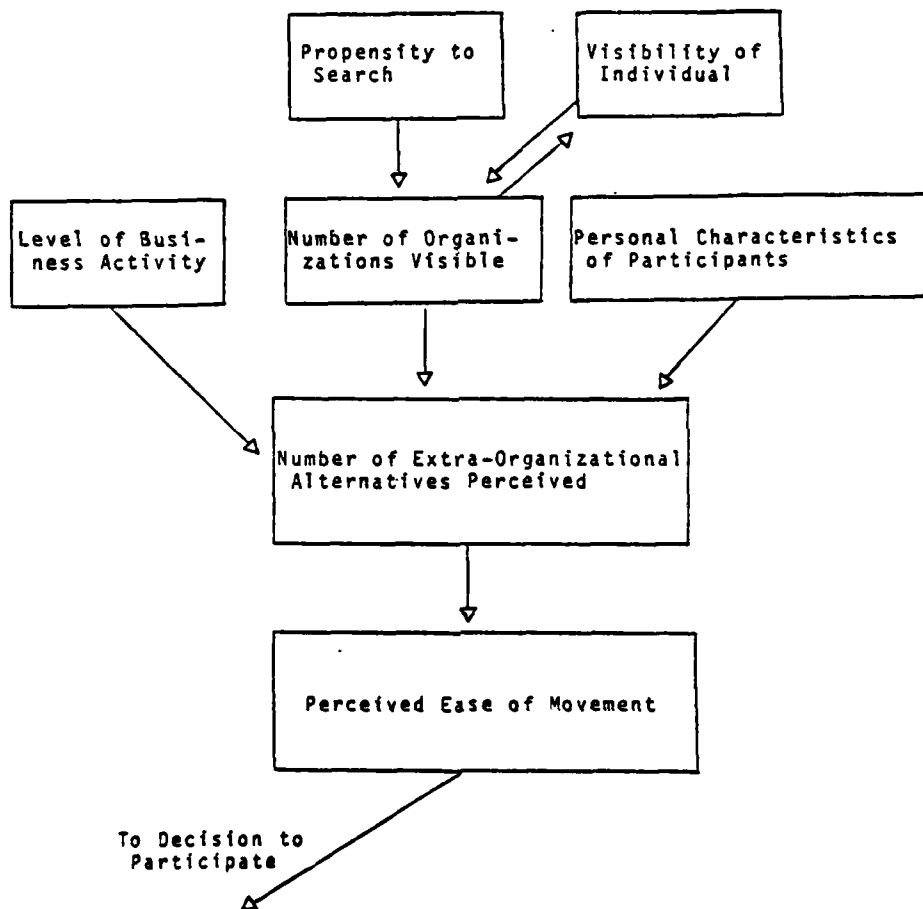 Propensity to
Search
Visibility of
Individual
Level of Busi-
ness Activity
Number of Organi-
zations Visible
Personal Characteristics
of Participants
Number of Extra-Organizational
Alternatives Perceived
Perceived Ease of Movement
To Decision to
Participate